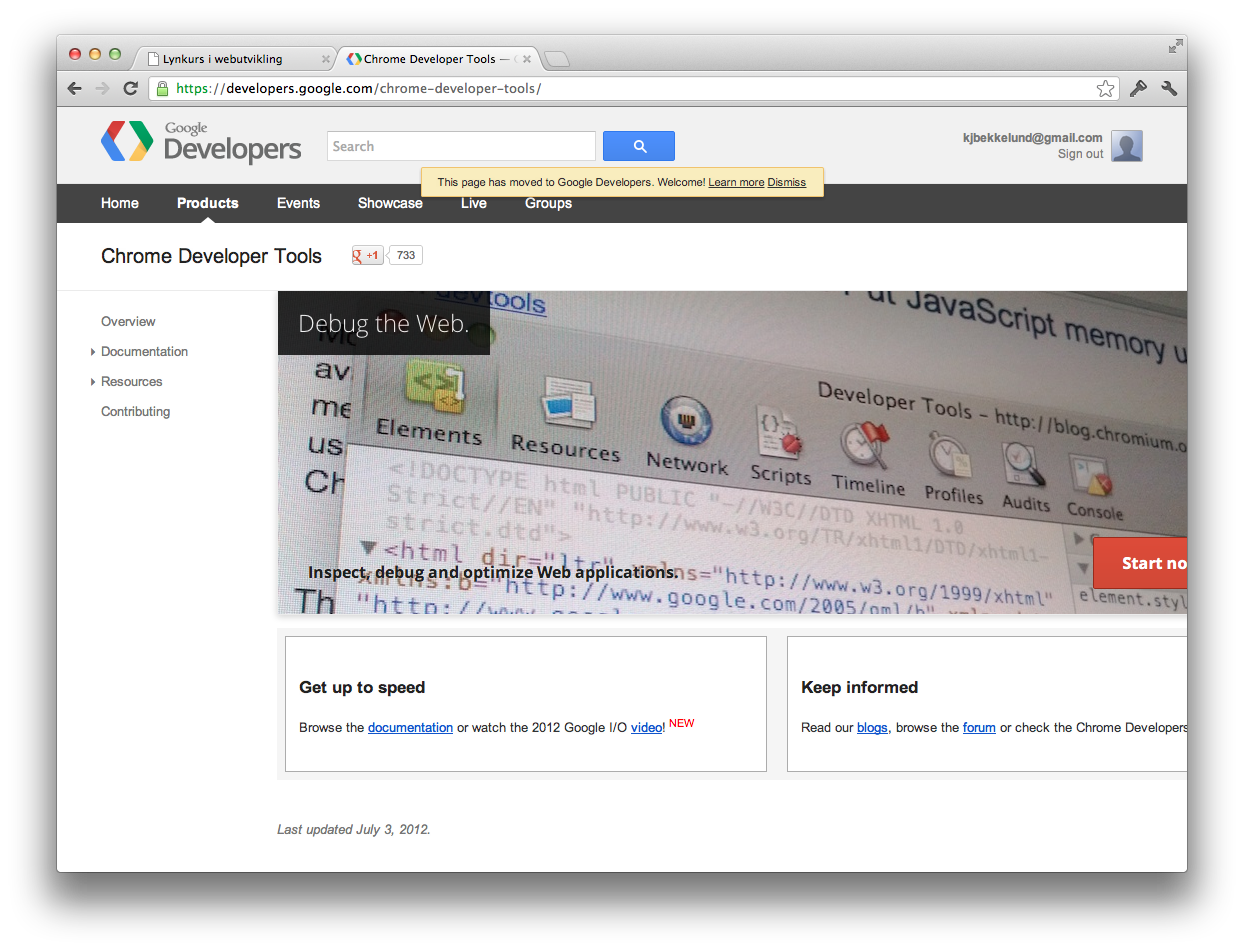 Lynkurs i webutvikling
Chrome Developer Tools —
https://developers.google.com/chrome-developer-tools/
Google
Developers
Search
kjbekkelund@gmail.com
Sign out
This page has moved to Google Developers. Welcome! Learn more Dismiss
Home Products Events Showcase Live Groups
Chrome Developer Tools
+1 733
Overview
Documentation
Resources
Contributing
devtools
Put JavaScript memory u
Debug the Web.
av
me
us
Ch
Th
Developer Tools - http://blog.chromium.o
Elements Resources Network Scripts Timeline Profiles Audits Console
<!DOCTYPE html PUBLIC "-//W3C//DTD XHTML 1.0
Strict//EN" "http://www.w3.org/TR/xhtml1/DTD/xhtml1-
strict.dtd">
<html dir="ltr" xmlns="http://www.w3.org/1999/xhtml"
xmlns:b="http://www.google.com/2005/gml/b"
"http://www.google.
element.styl
Inspect, debug and optimize Web applications.
Start no
Get up to speed
Browse the documentation or watch the 2012 Google I/O video! NEW
Keep informed
Read our blogs, browse the forum or check the Chrome Developers
Last updated July 3, 2012.